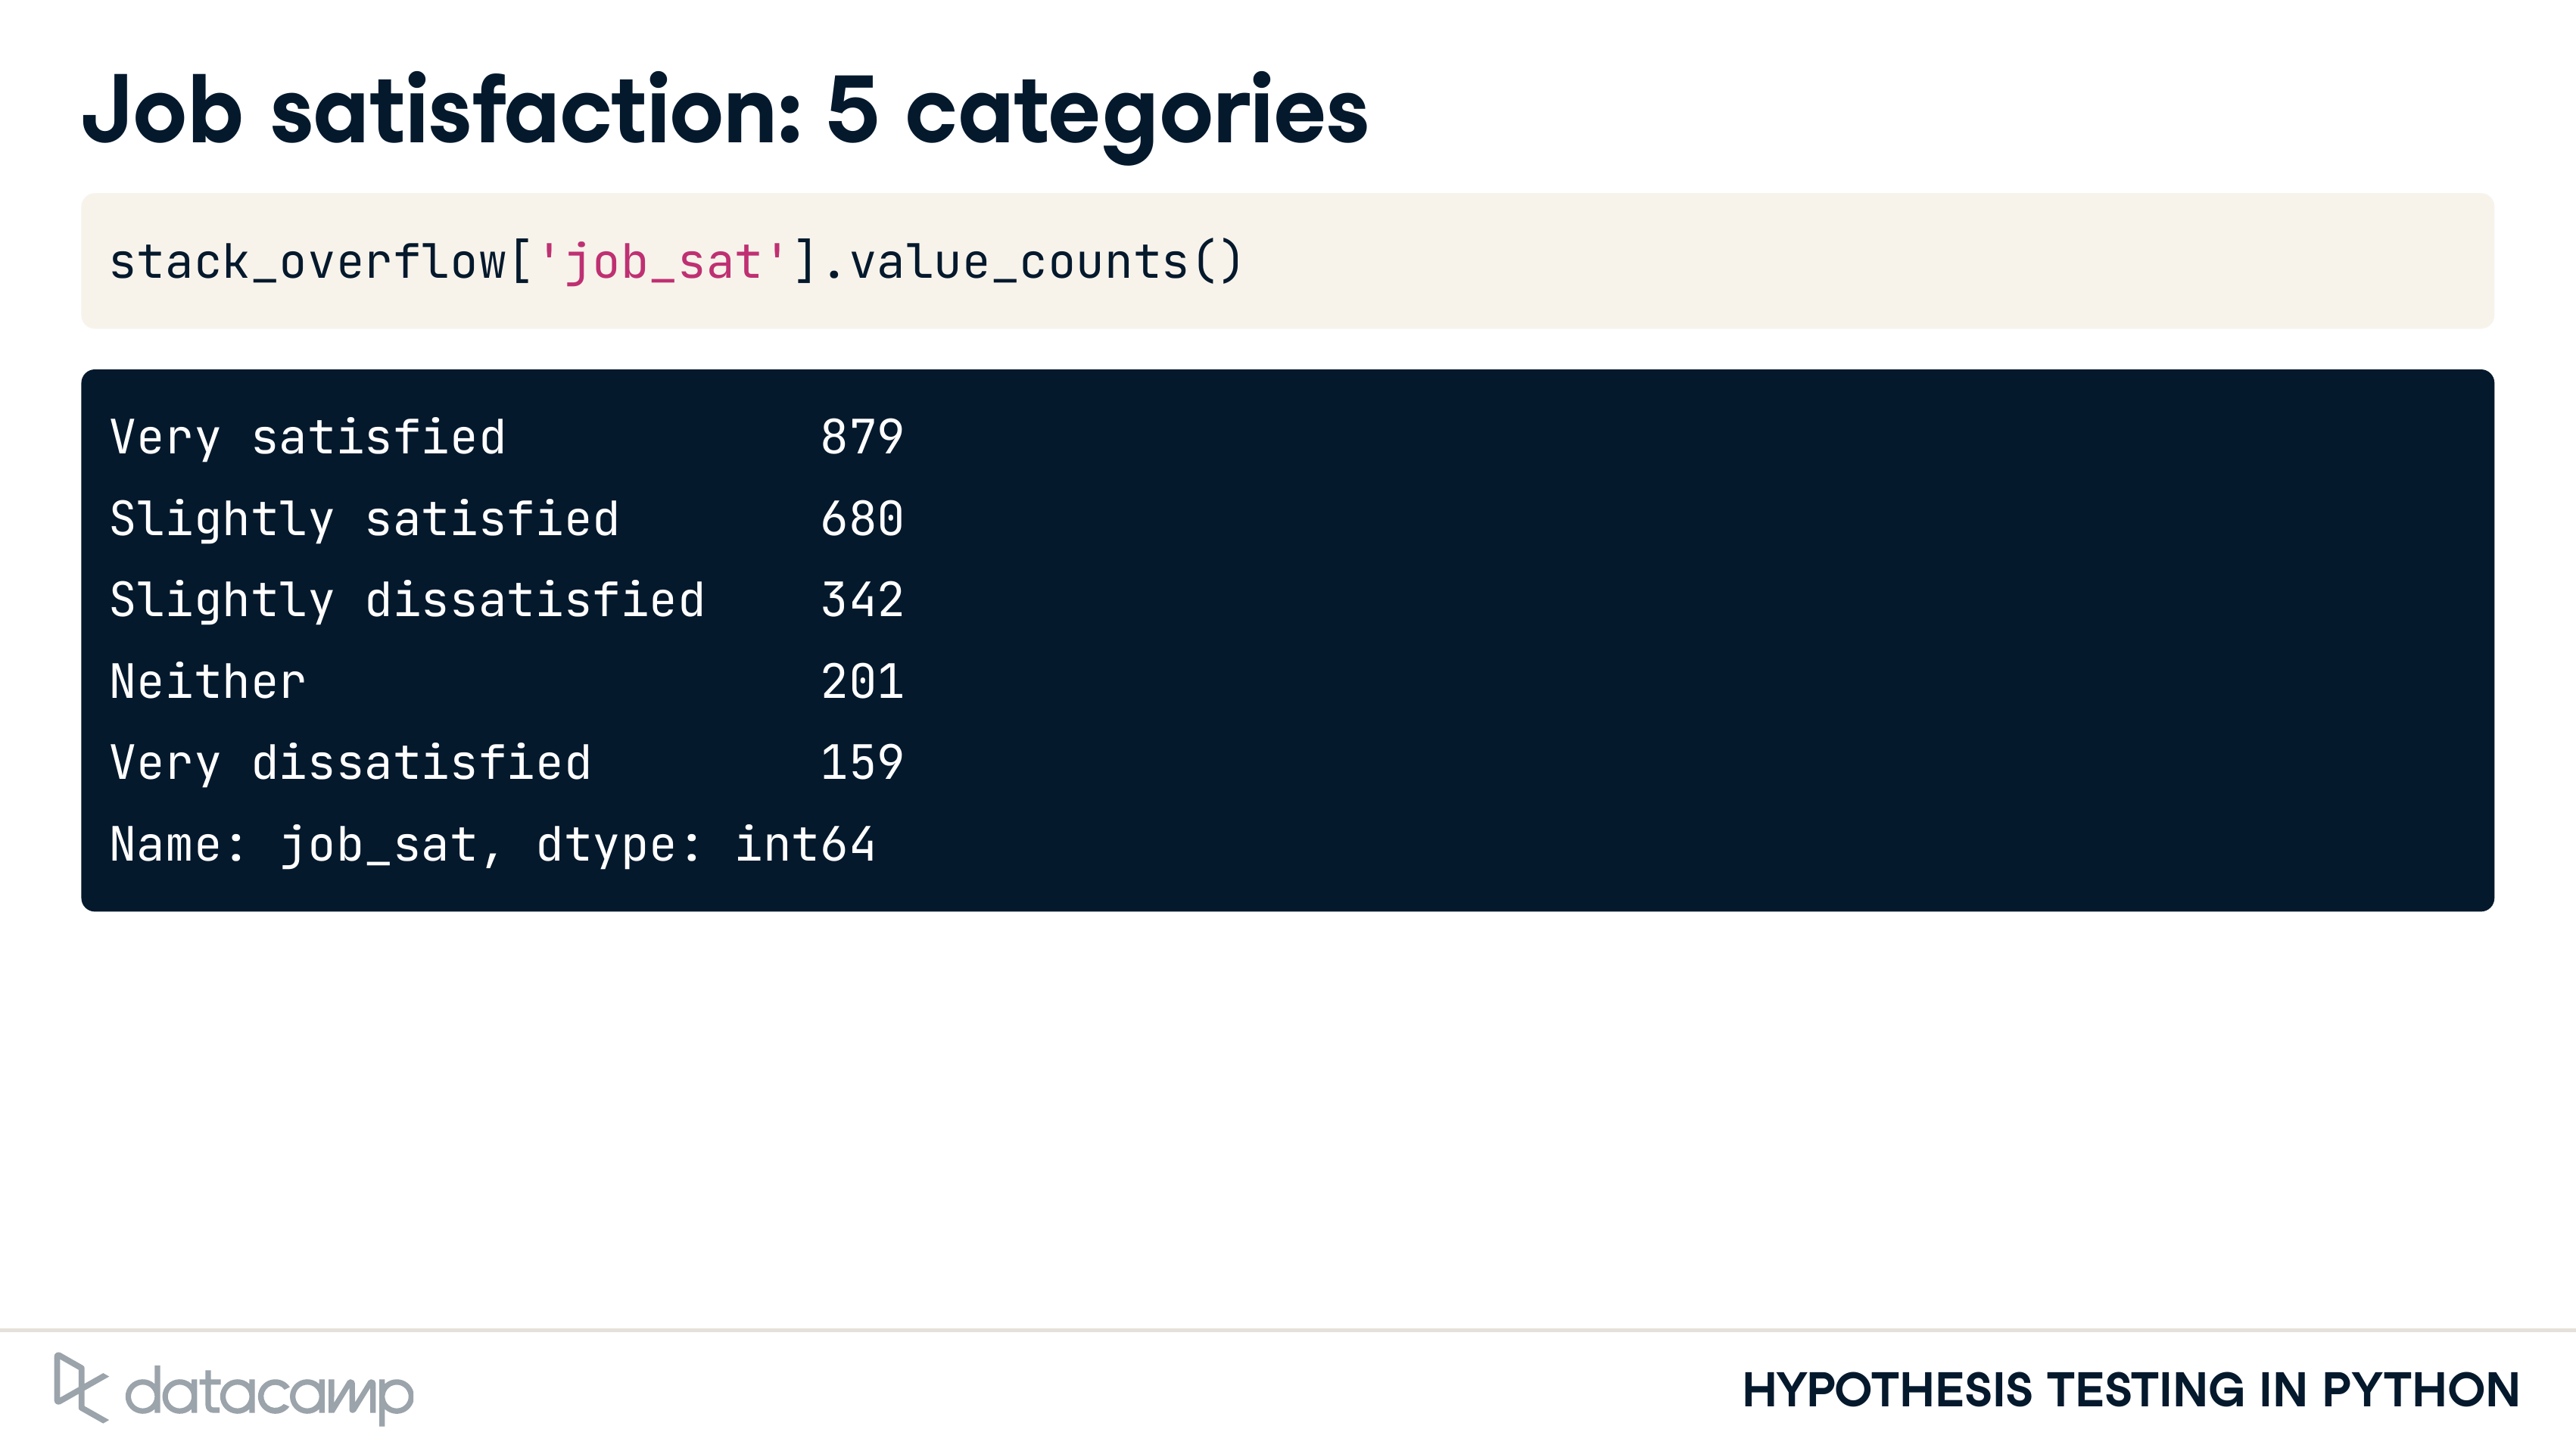 Job satisfaction: 5 categories
stack_overflow['job_sat'].value_counts()
Very satisfied           879
Slightly satisfied       680
Slightly dissatisfied    342
Neither                  201
Very dissatisfied        159
Name: job_sat, dtype: int64
datacamp
HYPOTHESIS TESTING IN PYTHON